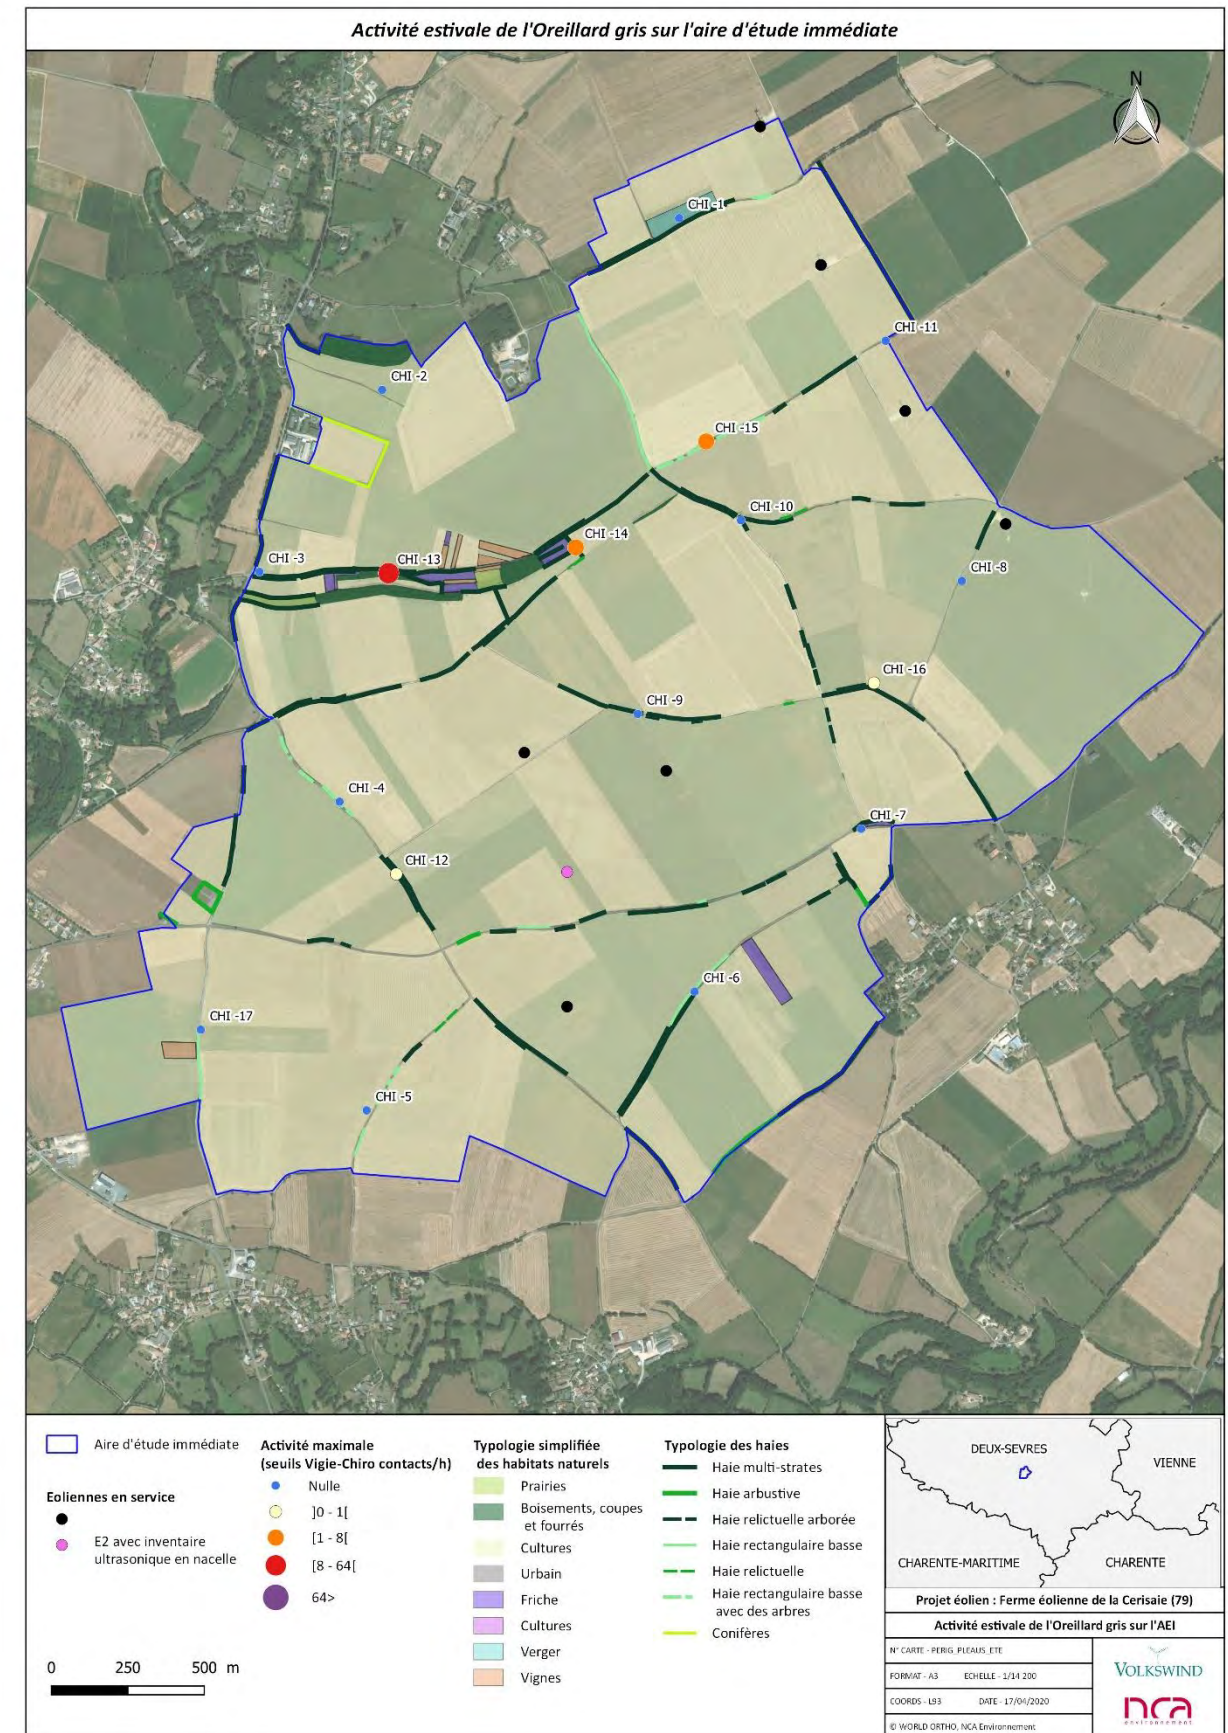 Activité estivale de l'Oreillard gris sur l'aire d'étude immédiate
N
CHI -1
CHI -11
CHI -2
CHI -15
CHI -10
CHI -14
CHI -3
CHI -13
CHI -8
CHI -16
CHI -9
CHI -4
CHI -7
CHI -12
CHI -6
CHI -17
CHI -5
Aire d'étude immédiate
Eoliennes en service
E2 avec inventaire
ultrasonique en nacelle
0 250 500 m
Activité maximale
(seuils Vigie-Chiro contacts/h)
Nulle
]0 - 1[
[1 - 8[
[8 - 64[
64>
Typologie simplifiée
des habitats naturels
Prairies
Boisements, coupes
et fourrés
Cultures
Urbain
Friche
Cultures
Verger
Vignes
Typologie des haies
Haie multi-strates
Haie arbustive
Haie relictuelle arborée
Haie rectangulaire basse
Haie relictuelle
Haie rectangulaire basse
avec des arbres
Conifères
DEUX-SEVRES
VIENNE
CHARENTE-MARITIME
CHARENTE
Projet éolien : Ferme éolienne de la Cerisaie (79)
Activité estivale de l'Oreillard gris sur l'AEI
N° CARTE - PERIG_PLEAUS_ETE
FORMAT - A3 ECHELLE - 1/14 200
COORDS - L93 DATE - 17/04/2020
© WORLD ORTHO, NCA Environnement
VOLKSWIND
nca
environnement